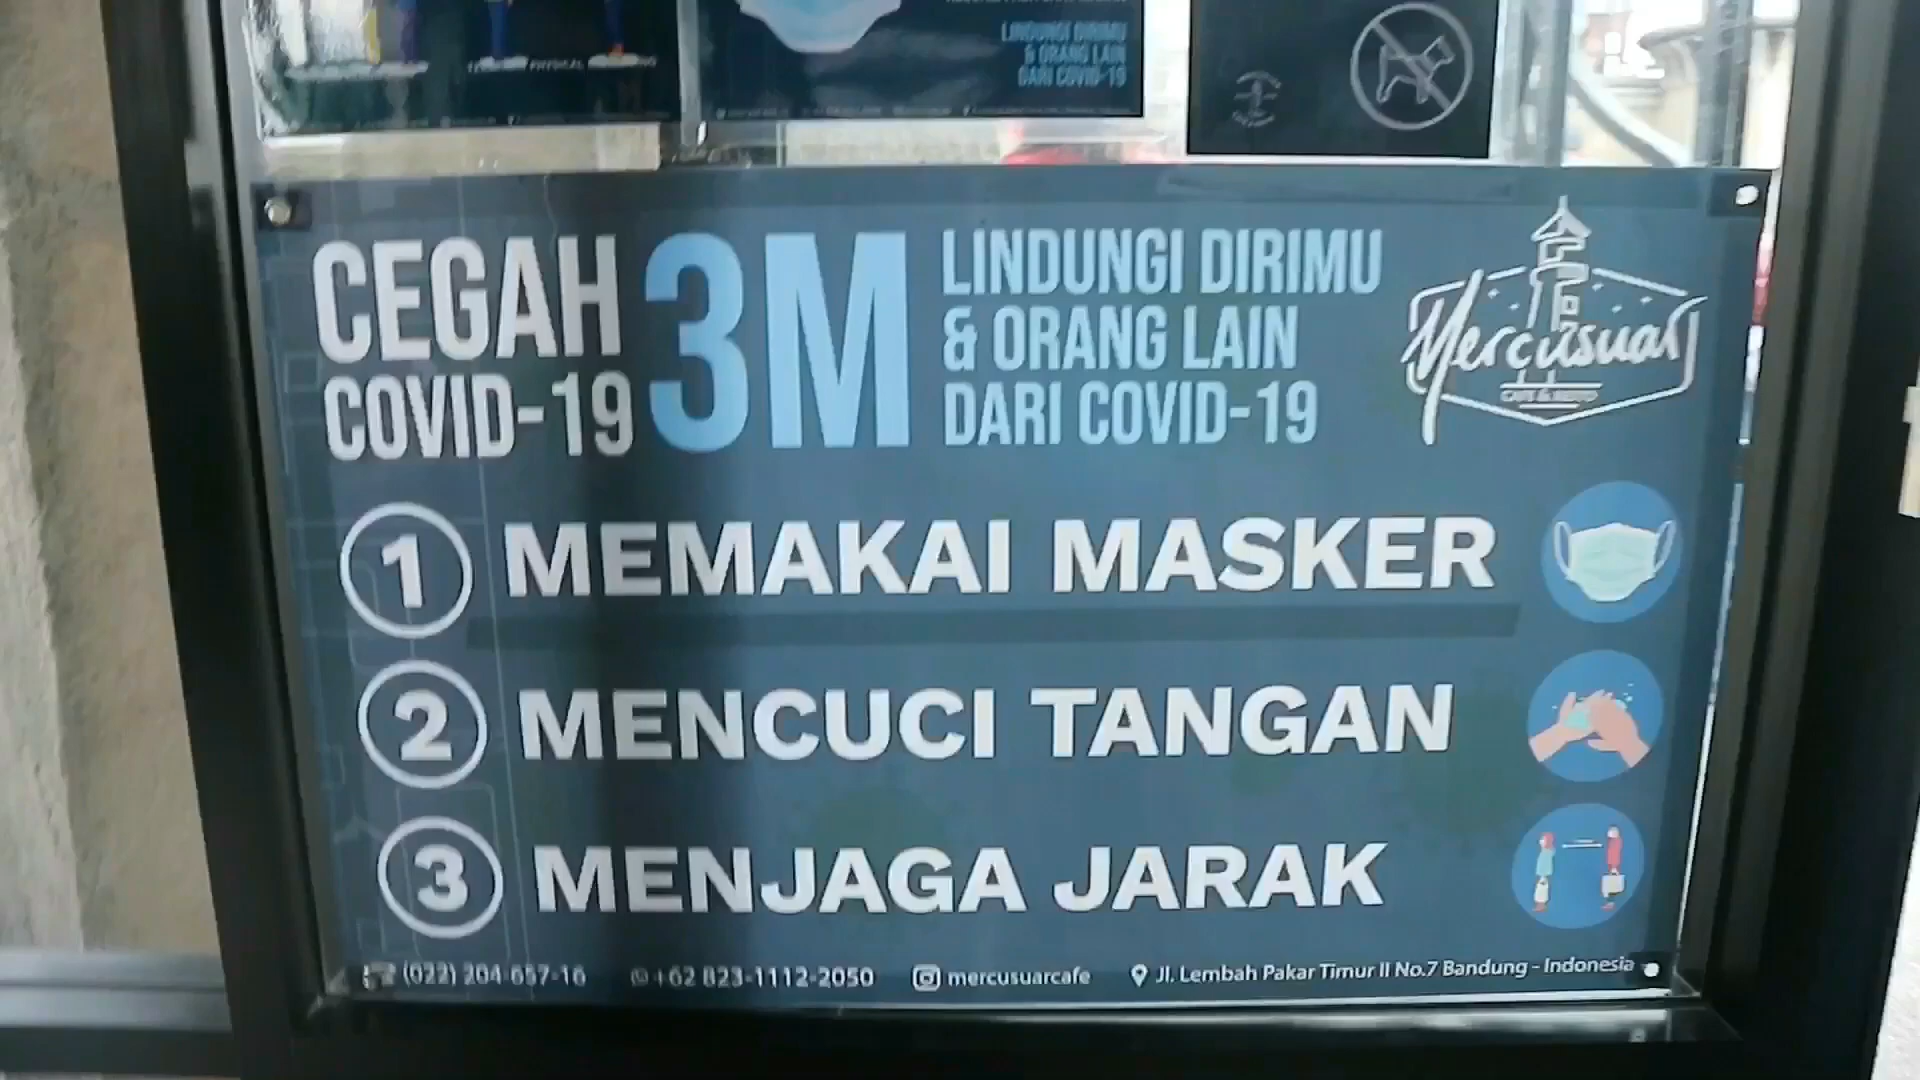 LINDUNGI DIRIMU
& ORANG LAIN
DARI COVID-19
PHYSICAL
CEGAH
COVID-19
3M
LINDUNGI DIRIMU
& ORANG LAIN
DARI COVID-19
Mercusuar
CAFE & RESTO
1 MEMAKAI MASKER
2 MENCUCI TANGAN
3 MENJAGA JARAK
(022) 204-657-16 +62 823-1112-2050 mercusuarcafe Jl. Lembah Pakar Timur II No.7 Bandung - Indonesia